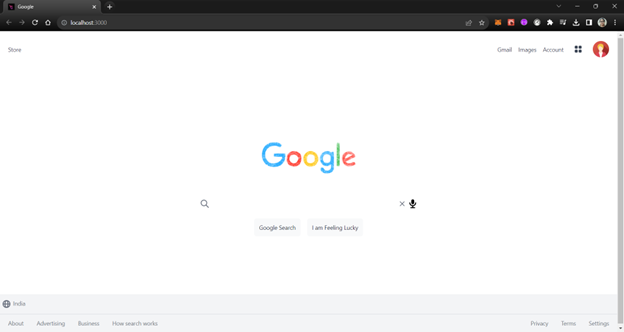 Google
localhost:3000
Store
Gmail Images Account
Google
Google Search I am Feeling Lucky
India
About Advertising Business How search works
Privacy Terms Settings